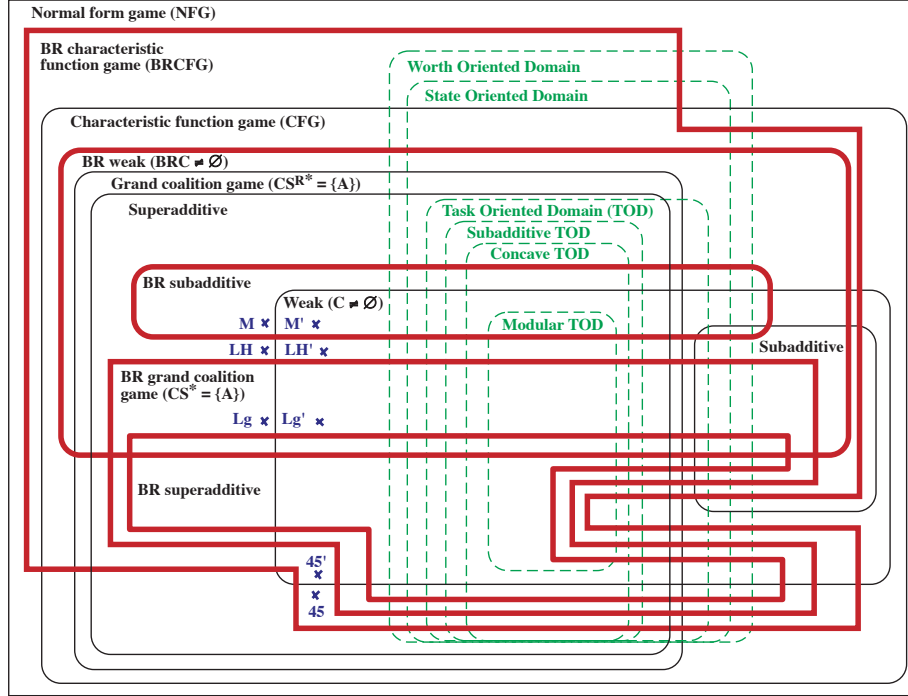 Normal form game (NFG)
BR characteristic
function game (BRCFG)
Worth Oriented Domain
State Oriented Domain
Characteristic function game (CFG)
BR weak (BRC ≠ Ø)
Grand coalition game (CSR* = {A})
Superadditive
Task Oriented Domain (TOD)
Subadditive TOD
Concave TOD
BR subadditive
Weak (C ≠ Ø)
M × M' ×
Modular TOD
LH × LH' ×
Subadditive
BR grand coalition
game (CS* = {A})
Lg × Lg' ×
BR superadditive
45'
×
×
45